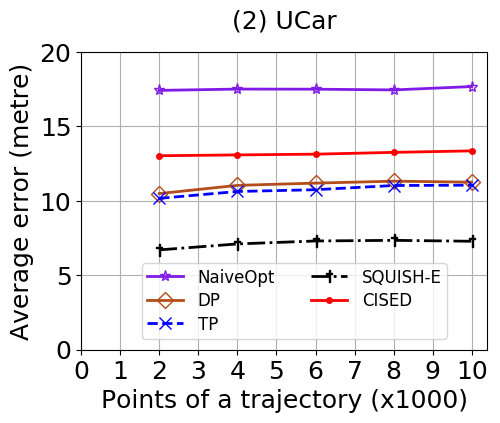 (2) UCar
Average error (metre)
20
15
10
5
0
NaiveOpt
DP
TP
SQUISH-E
CISED
0 1 2 3 4 5 6 7 8 9 10
Points of a trajectory (x1000)